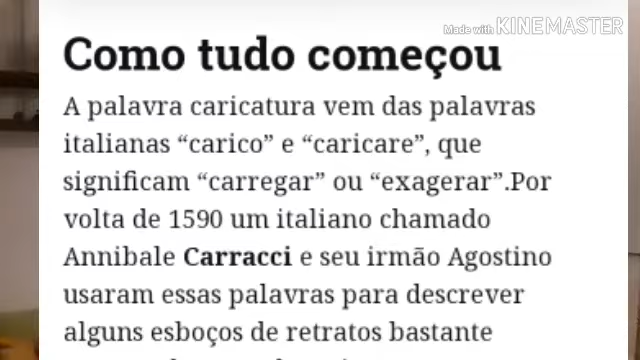 Made with KINEMASTER
Como tudo começou
A palavra caricatura vem das palavras
italianas “carico” e “caricare”, que
significam “carregar” ou “exagerar”.Por
volta de 1590 um italiano chamado
Annibale Carracci e seu irmão Agostino
usaram essas palavras para descrever
alguns esboços de retratos bastante